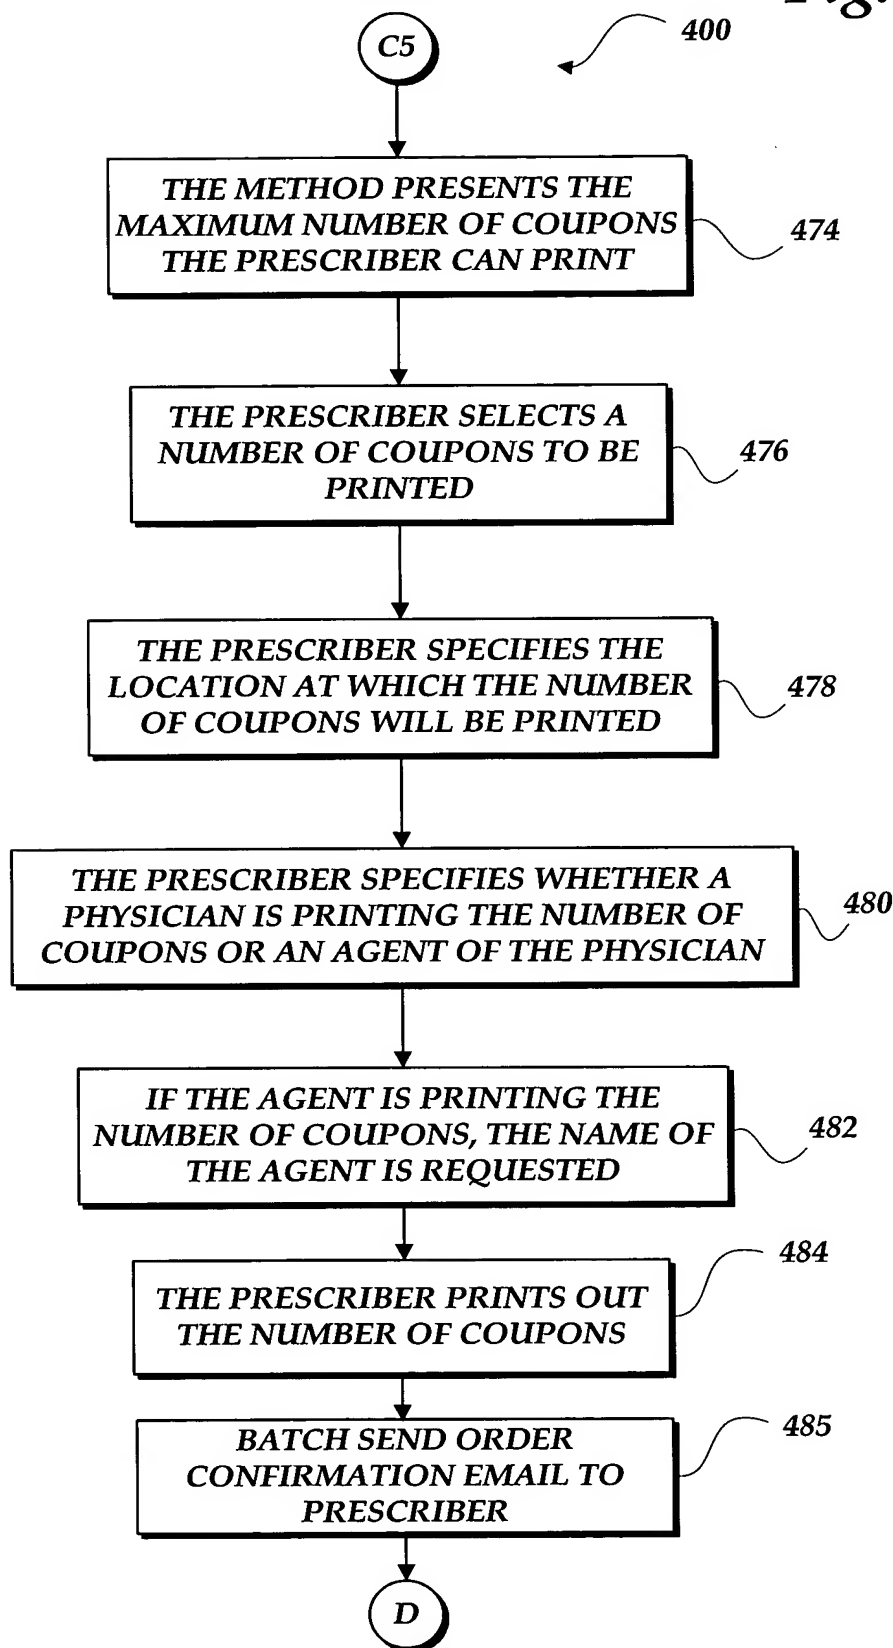 Fig.
C5
400
THE METHOD PRESENTS THE
MAXIMUM NUMBER OF COUPONS
THE PRESCRIBER CAN PRINT
474
THE PRESCRIBER SELECTS A
NUMBER OF COUPONS TO BE
PRINTED
476
THE PRESCRIBER SPECIFIES THE
LOCATION AT WHICH THE NUMBER
OF COUPONS WILL BE PRINTED
478
THE PRESCRIBER SPECIFIES WHETHER A
PHYSICIAN IS PRINTING THE NUMBER OF
COUPONS OR AN AGENT OF THE PHYSICIAN
480
IF THE AGENT IS PRINTING THE
NUMBER OF COUPONS, THE NAME OF
THE AGENT IS REQUESTED
482
THE PRESCRIBER PRINTS OUT
THE NUMBER OF COUPONS
484
BATCH SEND ORDER
CONFIRMATION EMAIL TO
PRESCRIBER
485
D